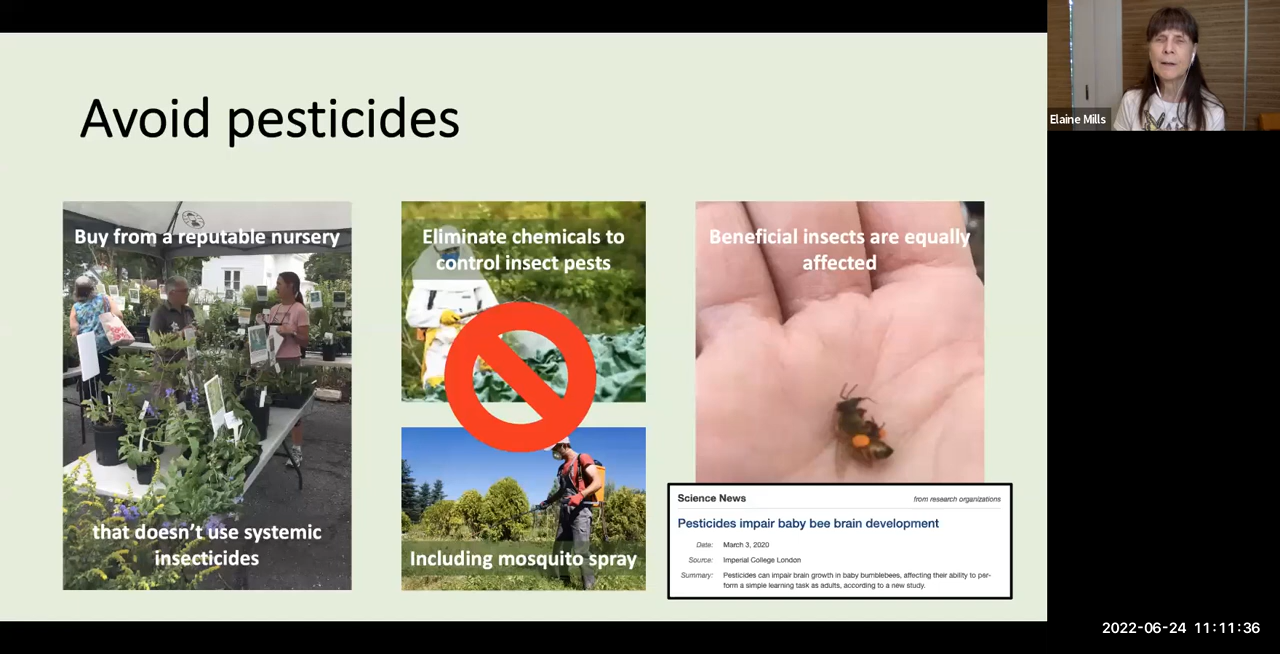 Avoid pesticides
Buy from a reputable nursery
that doesn't use systemic
insecticides
Eliminate chemicals to
control insect pests
Including mosquito spray
Beneficial insects are equally
affected
Science News
from research organizations
Pesticides impair baby bee brain development
Date: March 3, 2020
Source: Imperial College London
Summary: Pesticides can impair brain growth in baby bumblebees, affecting their ability to per-
form a simple learning task as adults, according to a new study.
Elaine Mills
2022-06-24 11:11:36